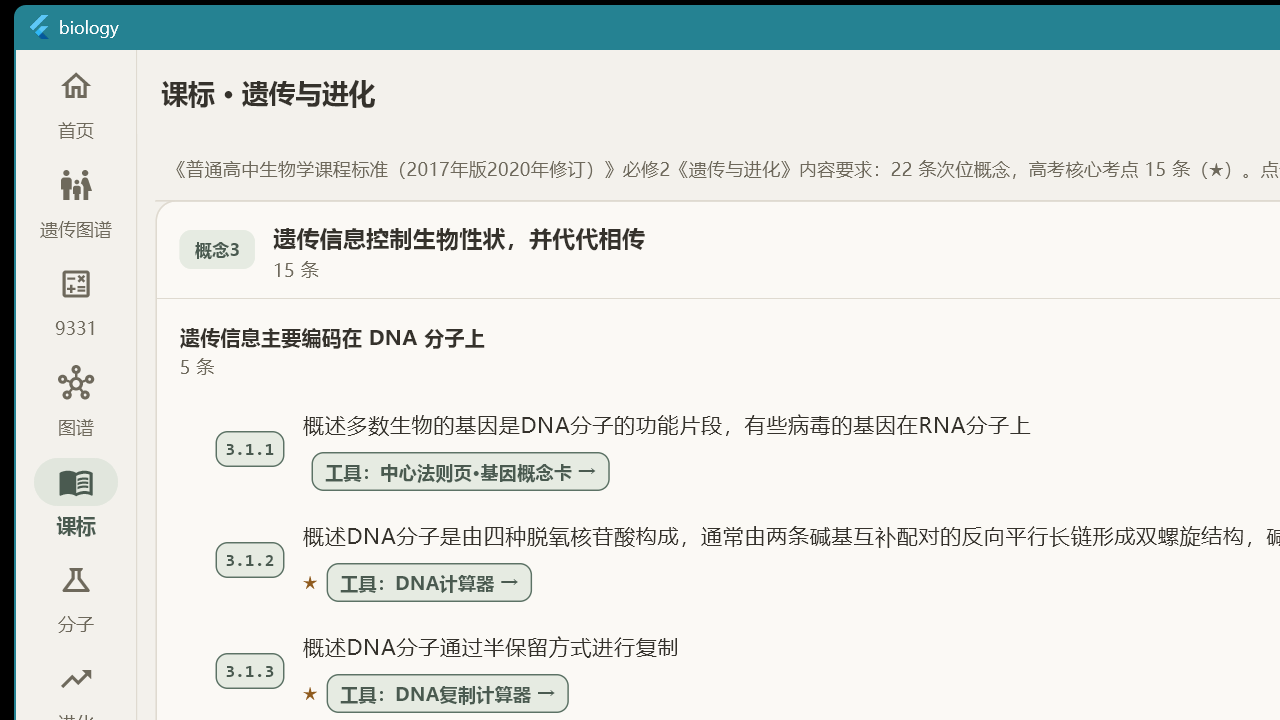 biology
首页
遗传图谱
9331
图谱
课标
分子
课标 • 遗传与进化
《普通高中生物学课程标准（2017年版2020年修订）》必修2《遗传与进化》内容要求：22 条次位概念，高考核心考点 15 条（★）。点
概念3
遗传信息控制生物性状，并代代相传
15 条
遗传信息主要编码在 DNA 分子上
5 条
3.1.1
概述多数生物的基因是DNA分子的功能片段，有些病毒的基因在RNA分子上
工具：中心法则页•基因概念卡 →
3.1.2
概述DNA分子是由四种脱氧核苷酸构成，通常由两条碱基互补配对的反向平行长链形成双螺旋结构，
★ 工具：DNA计算器 →
3.1.3
概述DNA分子通过半保留方式进行复制
★ 工具：DNA复制计算器 →